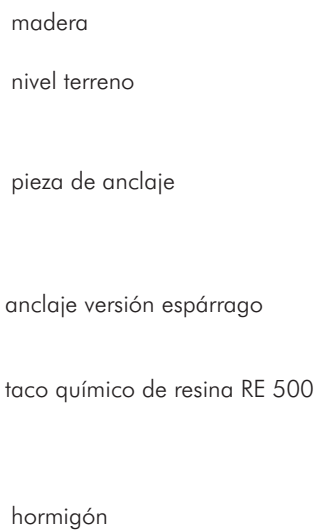 madera
nivel terreno
pieza de anclaje
anclaje versión espárrago
taco químico de resina RE 500
hormigón